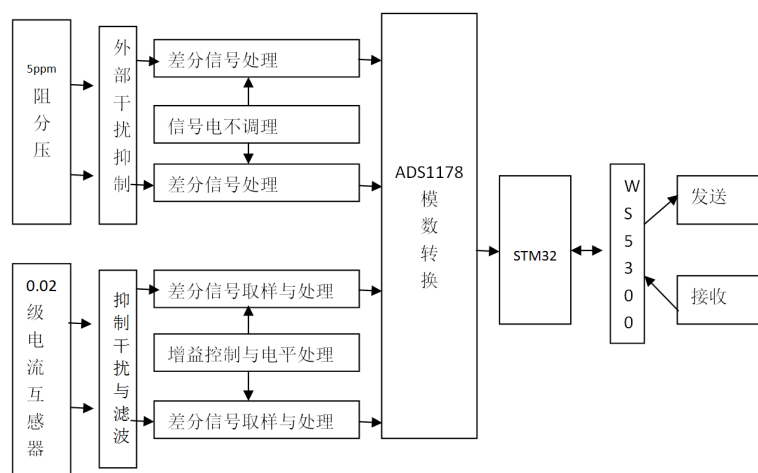 5ppm
阻
分
压
外
部
干
扰
抑
制
差分信号处理
信号电不调理
差分信号处理
ADS1178
模
数
转
换
STM32
W
S
5
3
0
0
发送
接收
0.02
级
电
流
互
感
器
抑
制
干
扰
与
滤
波
差分信号取样与处理
增益控制与电平处理
差分信号取样与处理